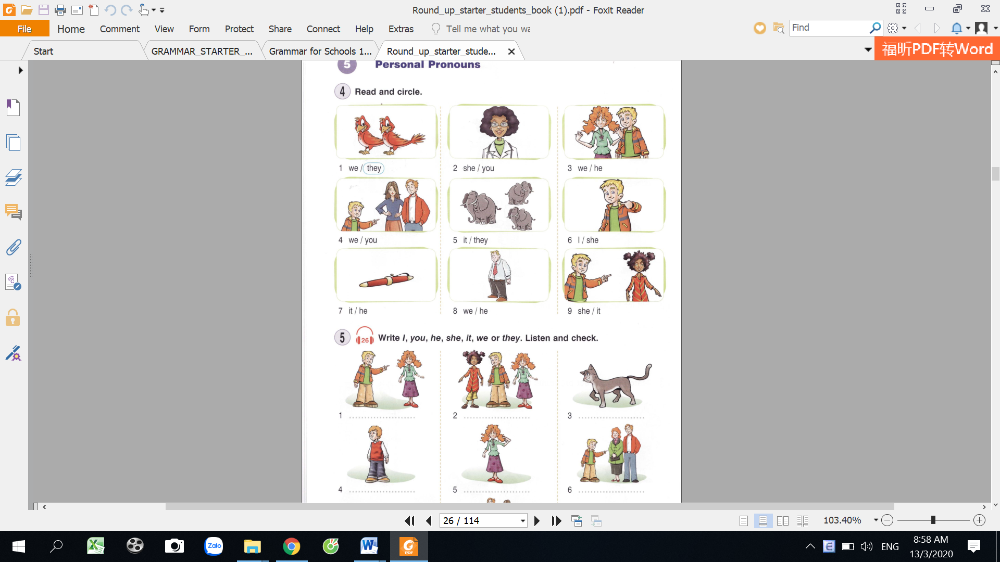 Round_up_starter_students_book (1).pdf - Foxit Reader
File Home Comment View Form Protect Share Connect Help Extras Tell me what you wa
Find
Start GRAMMAR_STARTER_... Grammar for Schools 1... Round_up_starter_stude...
福昕PDF转Word
5 Personal Pronouns
4 Read and circle.
1 we / they 2 she / you 3 we / he
4 we / you 5 it / they 6 I / she
7 it / he 8 we / he 9 she / it
5 26 Write I, you, he, she, it, we or they. Listen and check.
1 2 3
4 5 6
26 / 114
103.40%
Zalo
PDF
ENG
8:58 AM
13/3/2020